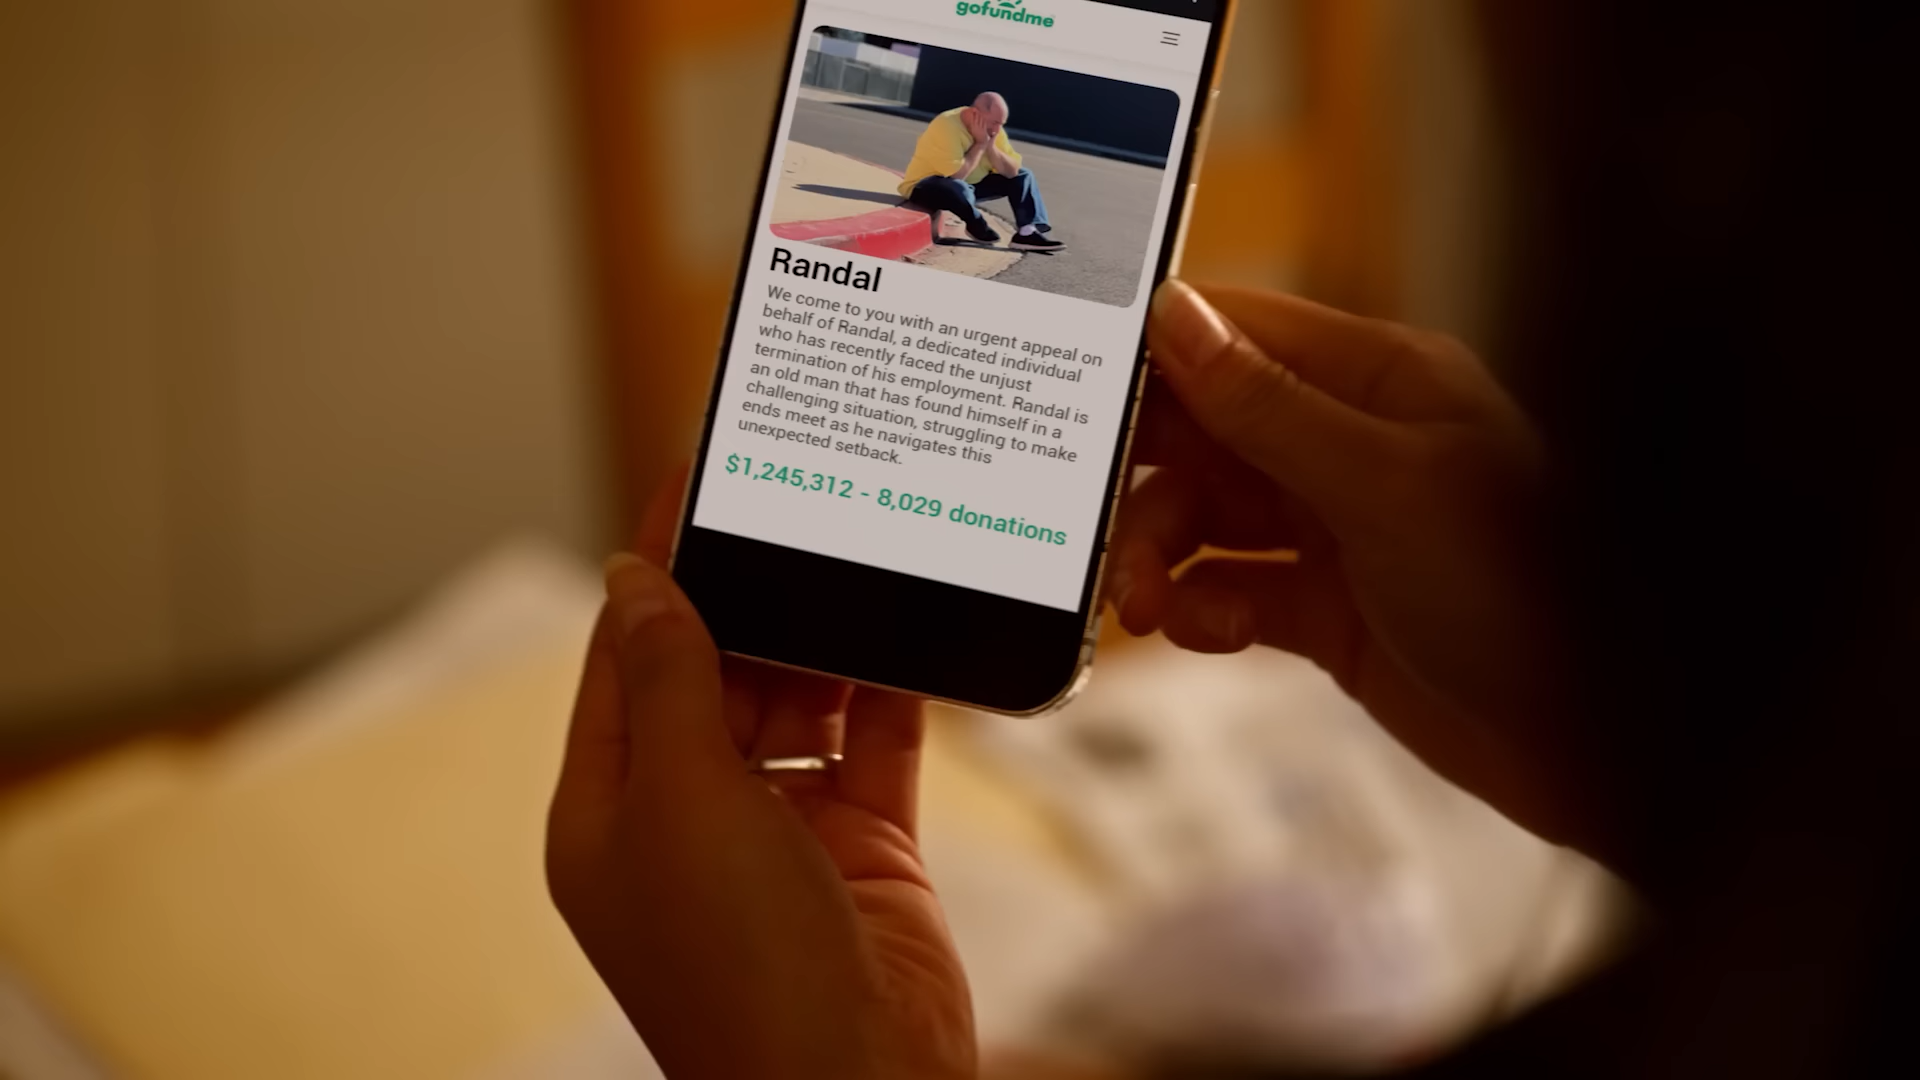 gofundme
Randal
We come to you with an urgent appeal on
behalf of Randal, a dedicated individual
who has recently faced the unjust
termination of his employment. Randal is
an old man that has found himself in a
challenging situation, struggling to make
ends meet as he navigates this
unexpected setback.
$1,245,312 - 8,029 donations